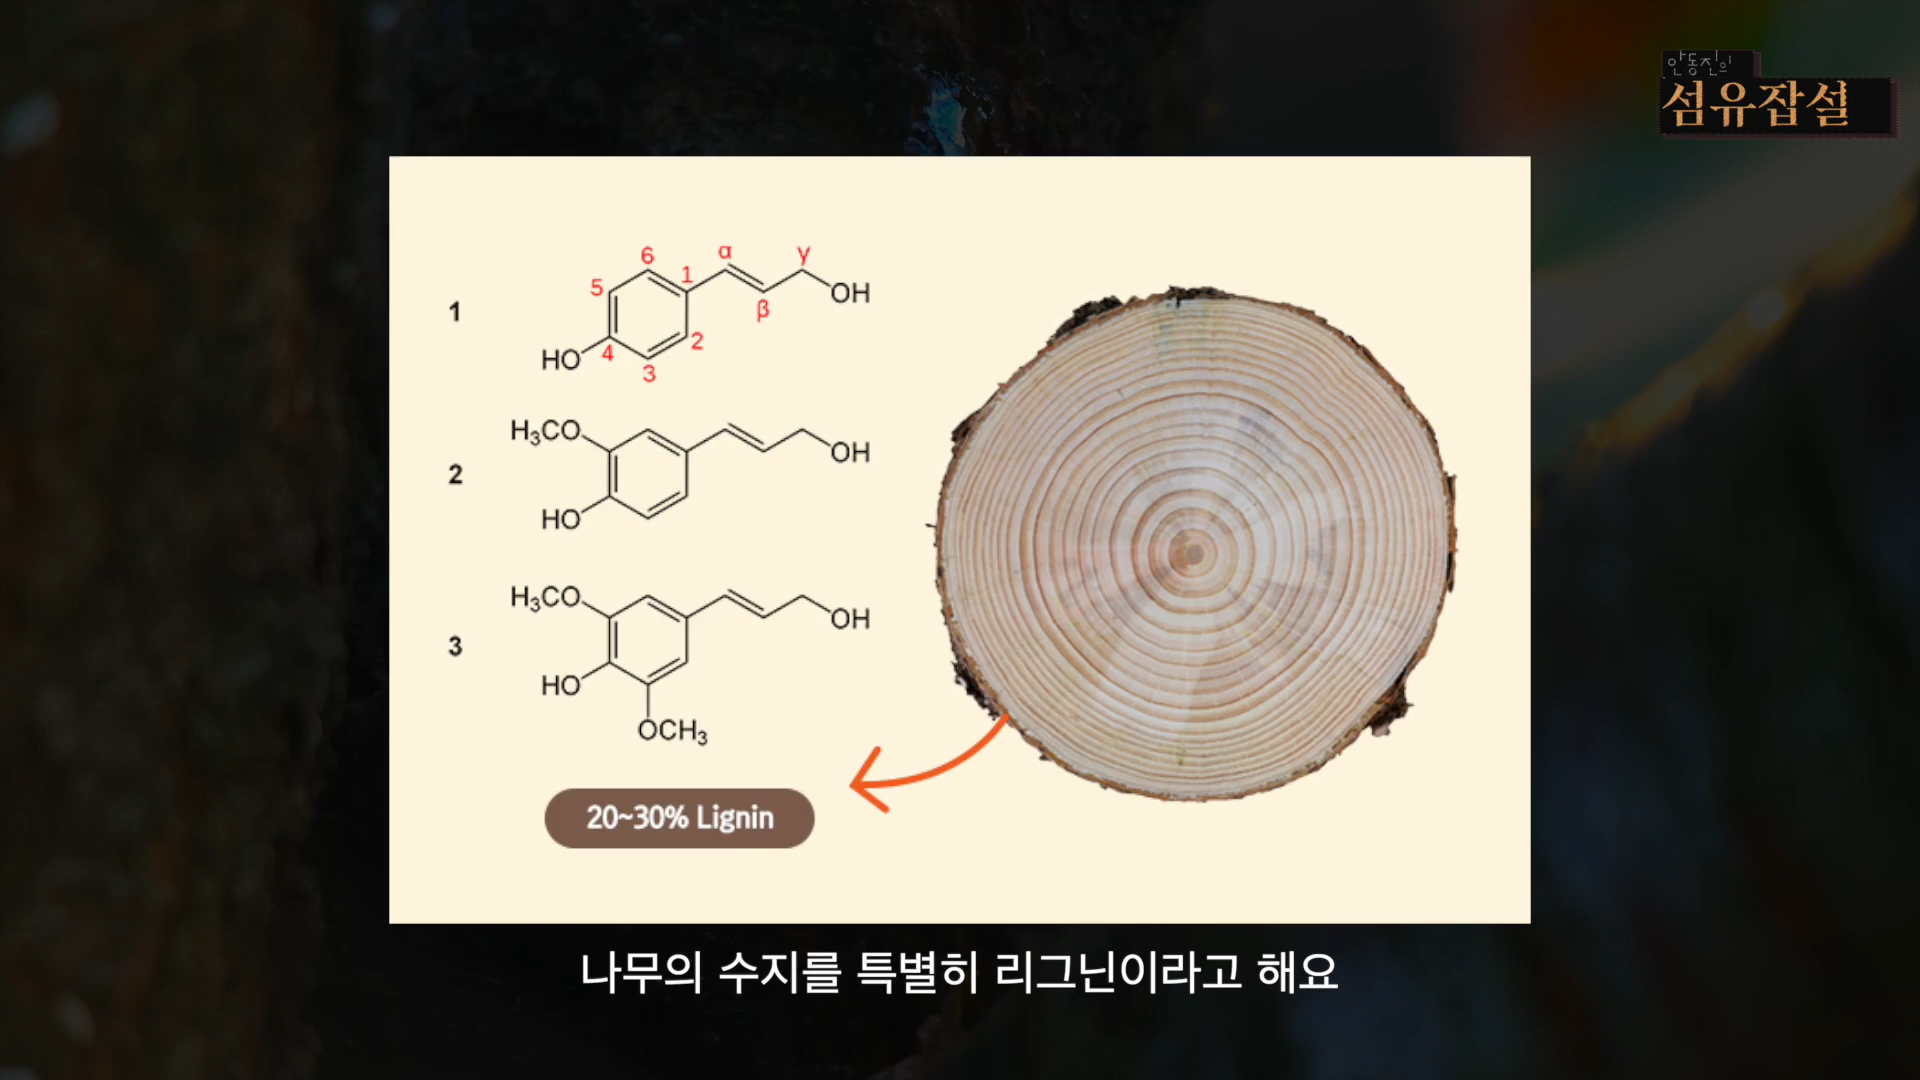 안동진의
섬유잡설
1
6
α
γ
5
1
OH
β
2
HO
4
3
2
H₃CO
OH
HO
3
H₃CO
OH
HO
OCH₃
20~30% Lignin
나무의 수지를 특별히 리그닌이라고 해요